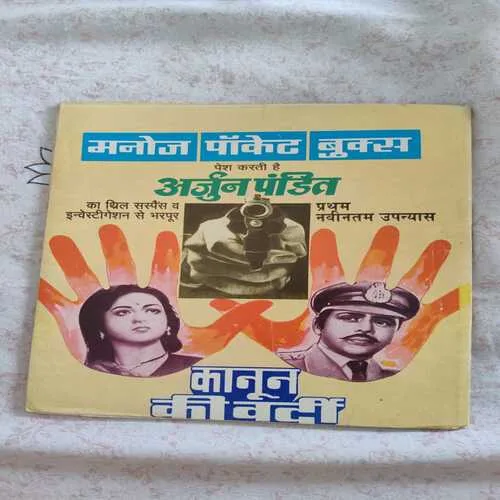 मनोज पॉकेट बुक्स
पेश करती है
अर्जुन पंडित
का थ्रिल सस्पैंस व
इन्वेस्टीगेशन से भरपूर
प्रथम
नवीनतम उपन्यास
कानून
की वर्दी